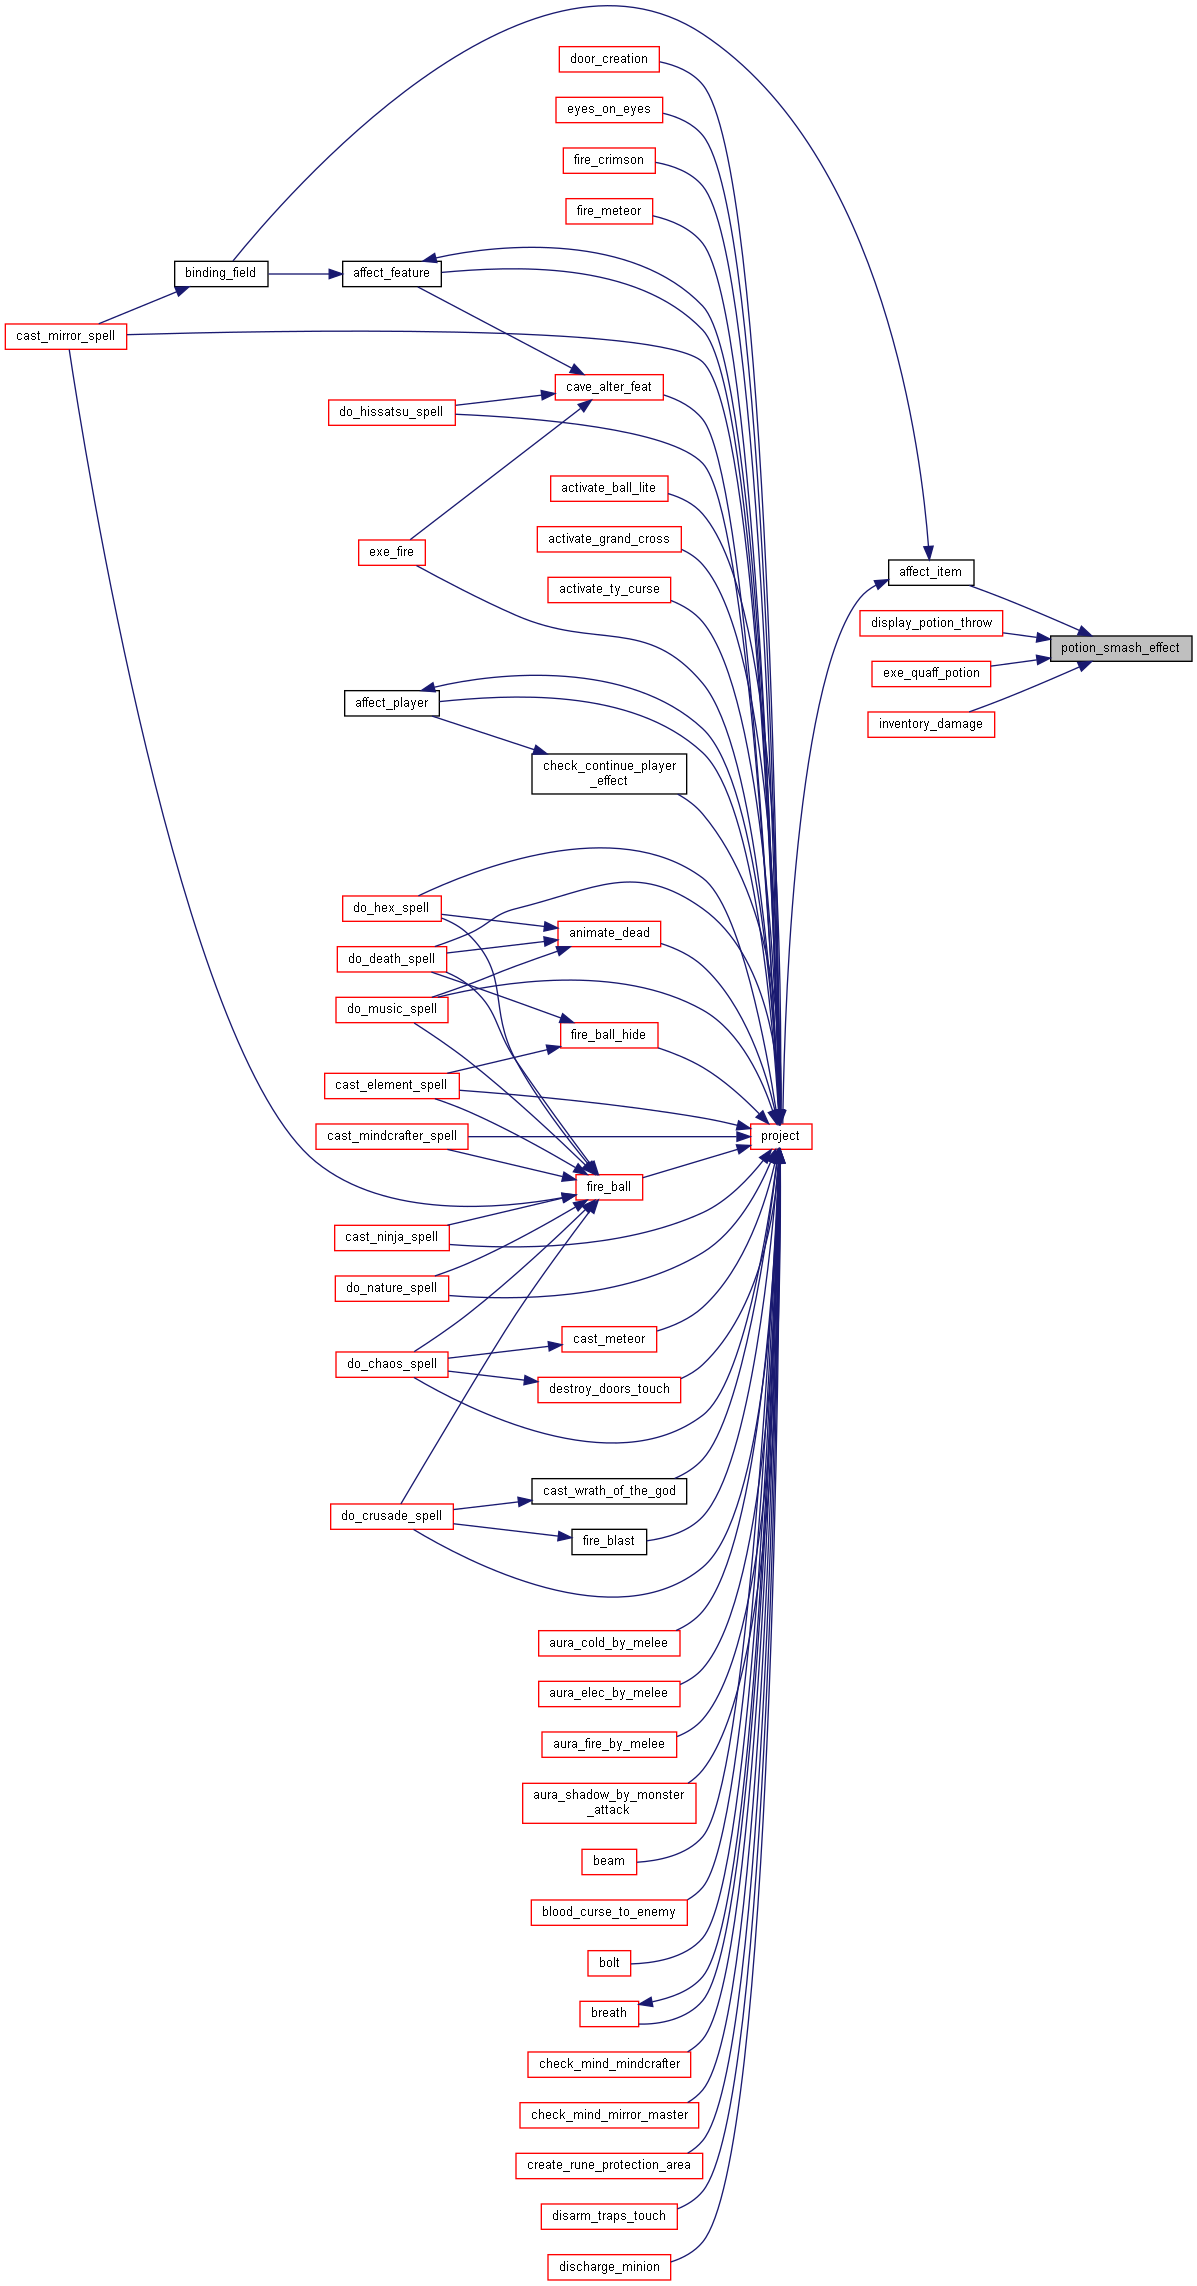 door_creation
eyes_on_eyes
fire_crimson
fire_meteor
binding_field
affect_feature
cast_mirror_spell
cave_alter_feat
do_hissatsu_spell
activate_ball_lite
activate_grand_cross
exe_fire
affect_item
activate_ty_curse
display_potion_throw
potion_smash_effect
exe_quaff_potion
affect_player
inventory_damage
check_continue_player
_effect
do_hex_spell
animate_dead
do_death_spell
do_music_spell
fire_ball_hide
cast_element_spell
cast_mindcrafter_spell
project
fire_ball
cast_ninja_spell
do_nature_spell
cast_meteor
do_chaos_spell
destroy_doors_touch
cast_wrath_of_the_god
do_crusade_spell
fire_blast
aura_cold_by_melee
aura_elec_by_melee
aura_fire_by_melee
aura_shadow_by_monster
_attack
beam
blood_curse_to_enemy
bolt
breath
check_mind_mindcrafter
check_mind_mirror_master
create_rune_protection_area
disarm_traps_touch
discharge_minion